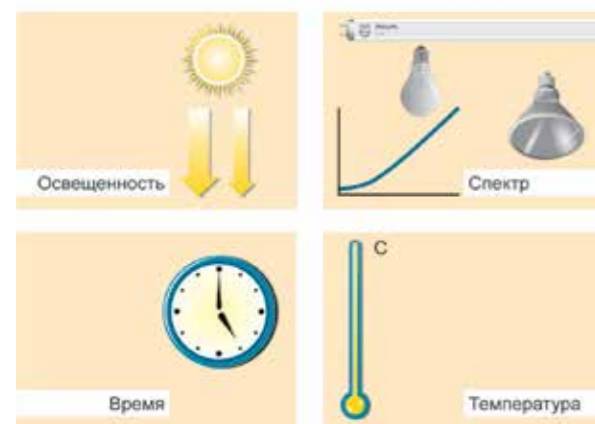 Освещенность
Спектр
Время
C
Температура